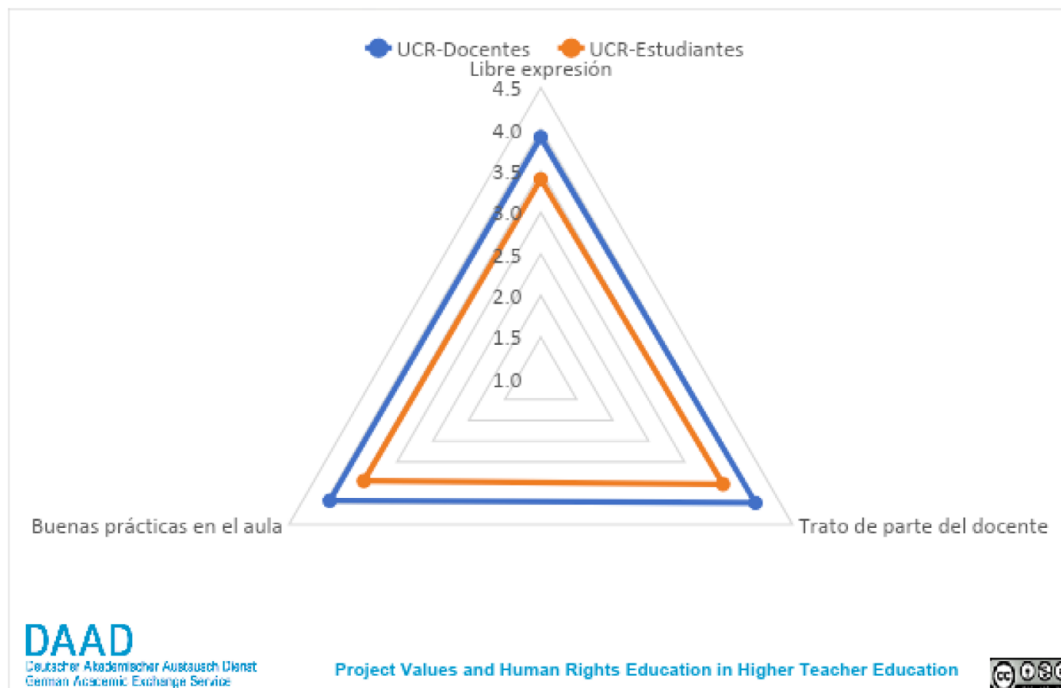 UCR-Docentes UCR-Estudiantes
Libre expresión
4.5
4.0
3.5
3.0
2.5
2.0
1.5
1.0
Buenas prácticas en el aula
Trato de parte del docente
DAAD
Deutscher Akademischer Austausch Dienst
German Academic Exchange Service
Project Values and Human Rights Education in Higher Teacher Education
cc